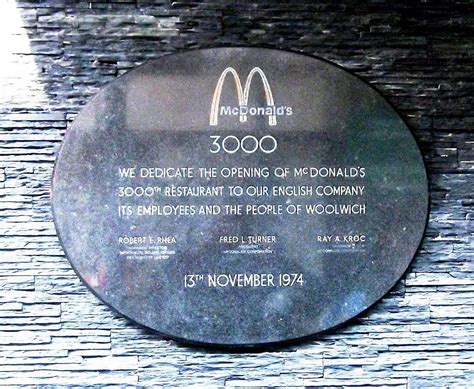 McDonald's
3000
WE DEDICATE THE OPENING OF McDONALD'S
3000TH RESTAURANT TO OUR ENGLISH COMPANY
ITS EMPLOYEES AND THE PEOPLE OF WOOLWICH
ROBERT E. RHEA FRED L. TURNER RAY A. KROC
13TH NOVEMBER 1974